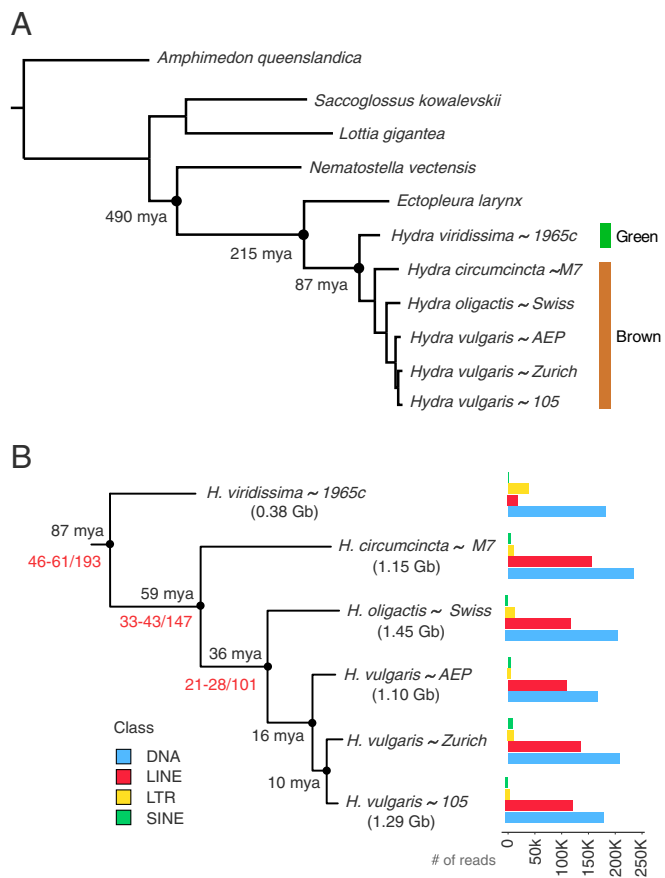 A
Amphimedon queenslandica
Saccoglossus kowalevskii
Lottia gigantea
Nematostella vectensis
490 mya
Ectopleura larynx
215 mya
Hydra viridissima ~ 1965c
Green
87 mya
Hydra circumcincta ~M7
Hydra oligactis ~ Swiss
Hydra vulgaris ~ AEP
Brown
Hydra vulgaris ~ Zurich
Hydra vulgaris ~ 105
B
H. viridissima ~ 1965c
(0.38 Gb)
87 mya
46-61/193
H. circumcincta ~ M7
(1.15 Gb)
59 mya
33-43/147
H. oligactis ~ Swiss
(1.45 Gb)
36 mya
21-28/101
H. vulgaris ~ AEP
(1.10 Gb)
16 mya
H. vulgaris ~ Zurich
10 mya
H. vulgaris ~ 105
(1.29 Gb)
Class
DNA
LINE
LTR
SINE
# of reads
0
50k
100K
150K
200K
250K